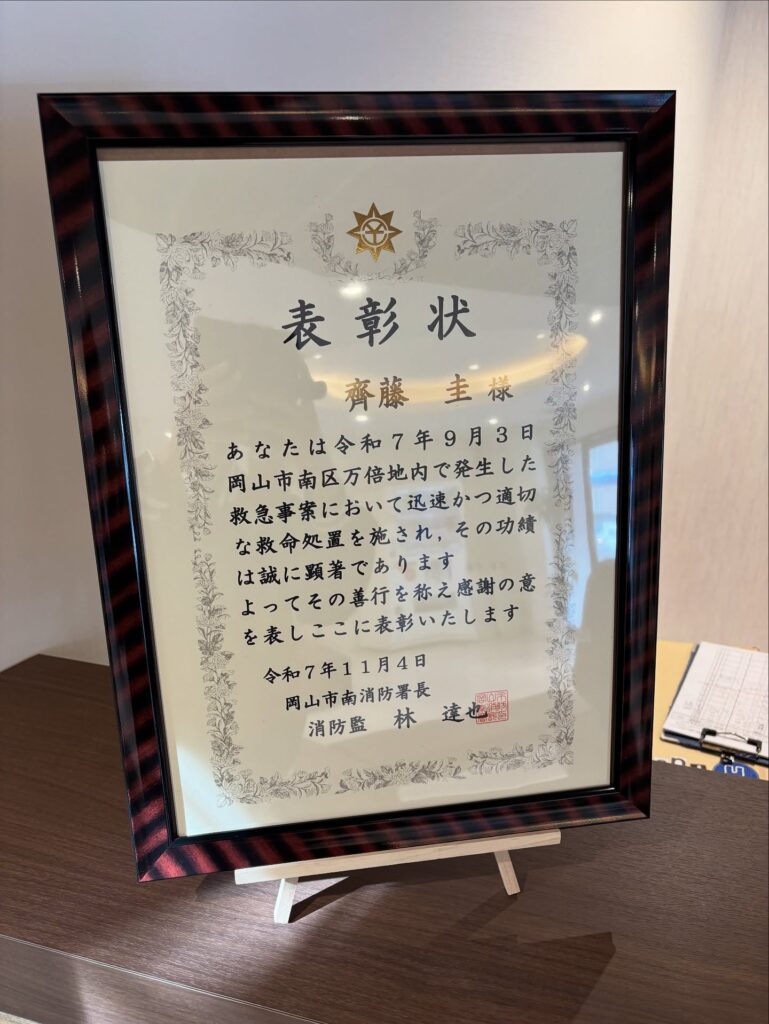 表彰状
齊藤 圭 様
あなたは令和７年９月３日
岡山市南区万倍地内で発生した
救急事案において迅速かつ適切
な救命処置を施され，その功績
は誠に顕著であります
よってその善行を称え感謝の意
を表しここに表彰いたします
令和７年１１月４日
岡山市南消防署長
消防監 林 達也